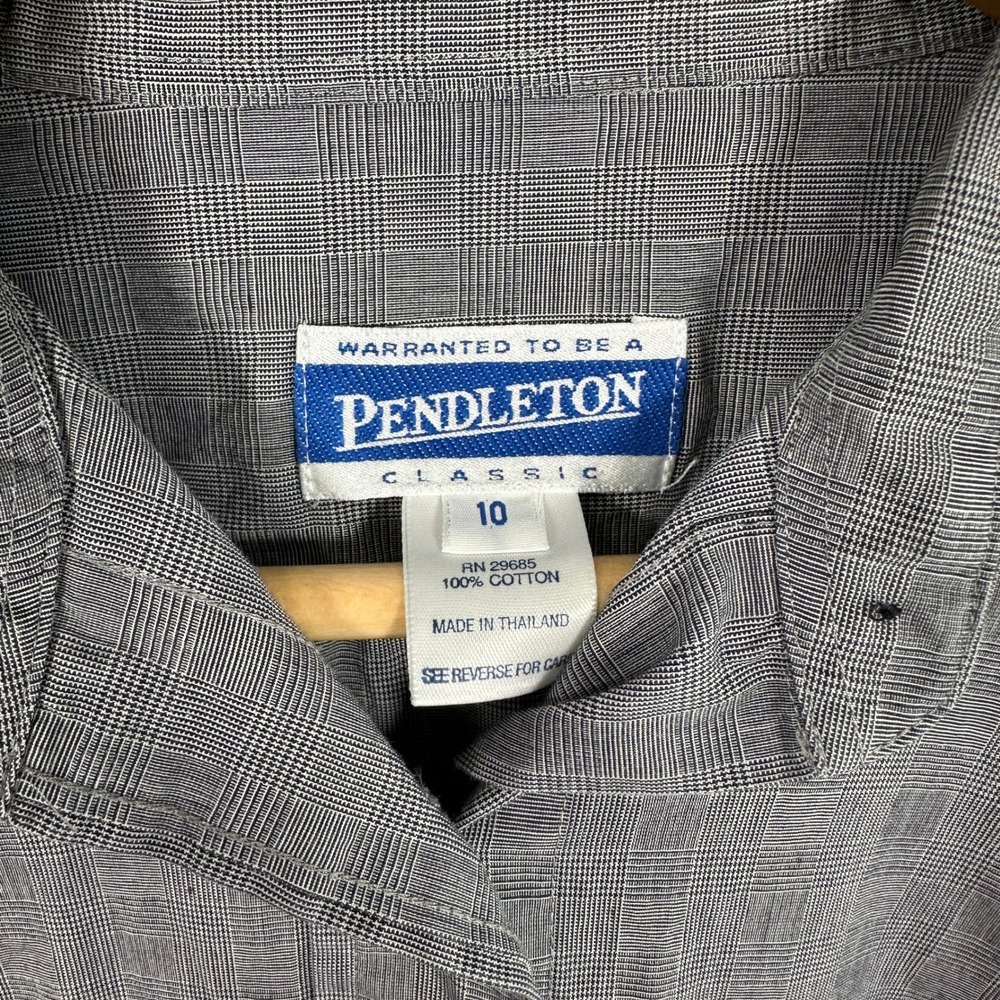 WARRANTED TO BE A
PENDLETON
CLASSIC
10
RN 29685
100% COTTON
MADE IN THAILAND
SEE REVERSE FOR